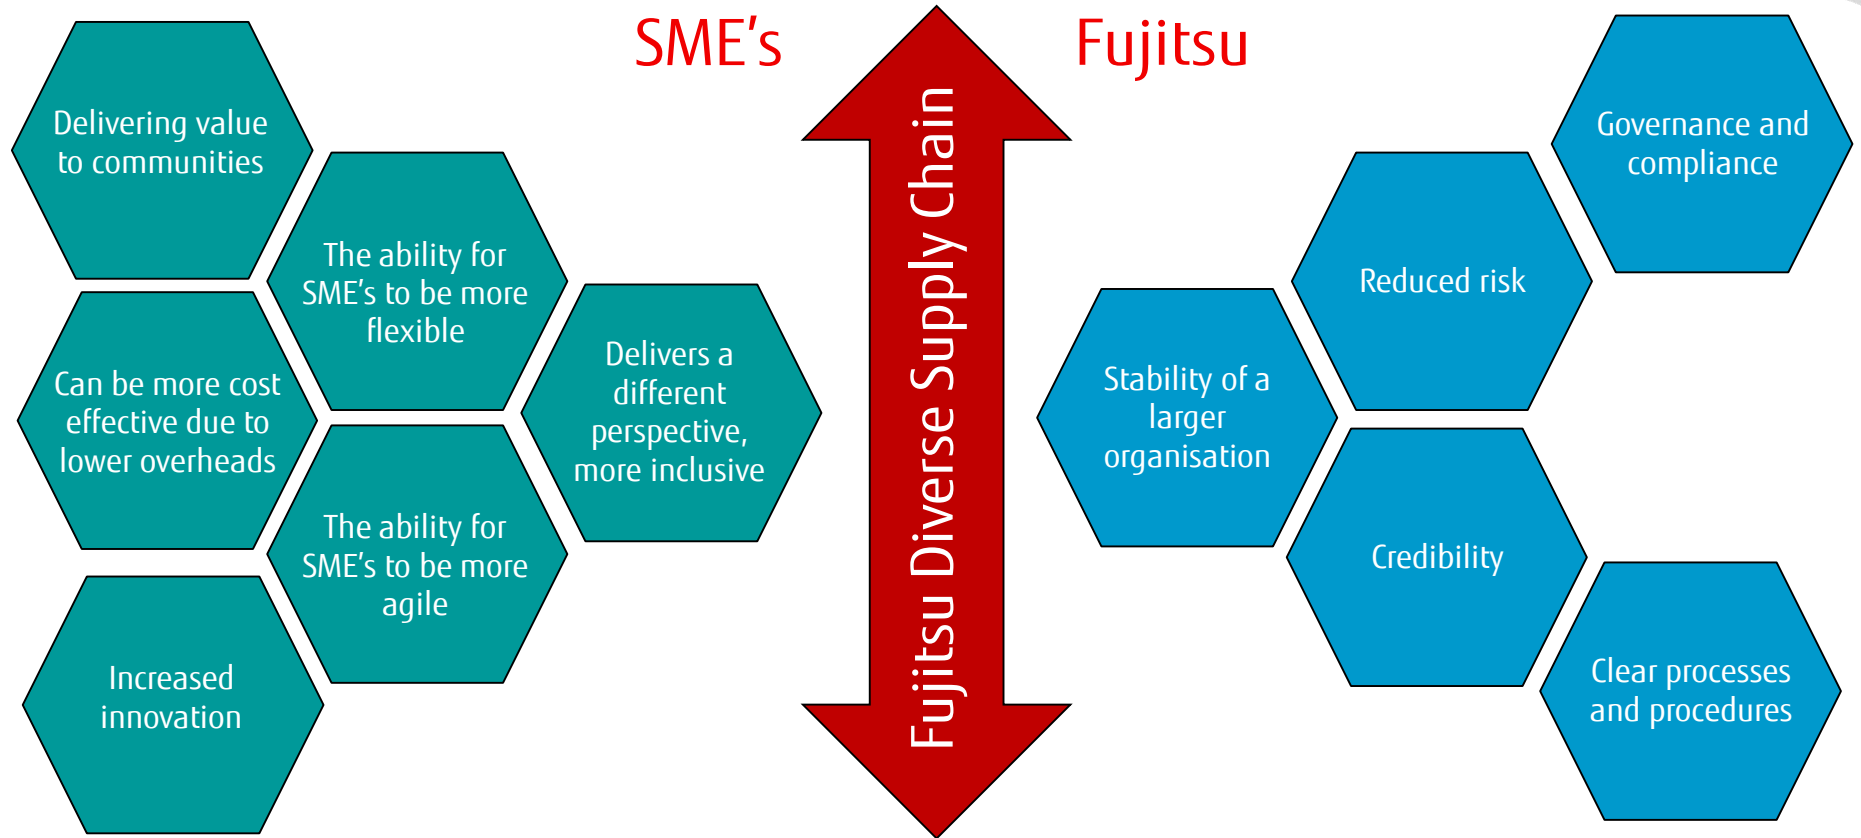 SME's
Fujitsu
Delivering value
to communities
The ability for
SME's to be more
flexible
Can be more cost
effective due to
lower overheads
Delivers a
different
perspective,
more inclusive
The ability for
SME's to be more
agile
Increased
innovation
Fujitsu Diverse Supply Chain
Governance and
compliance
Reduced risk
Stability of a
larger
organisation
Credibility
Clear processes
and procedures